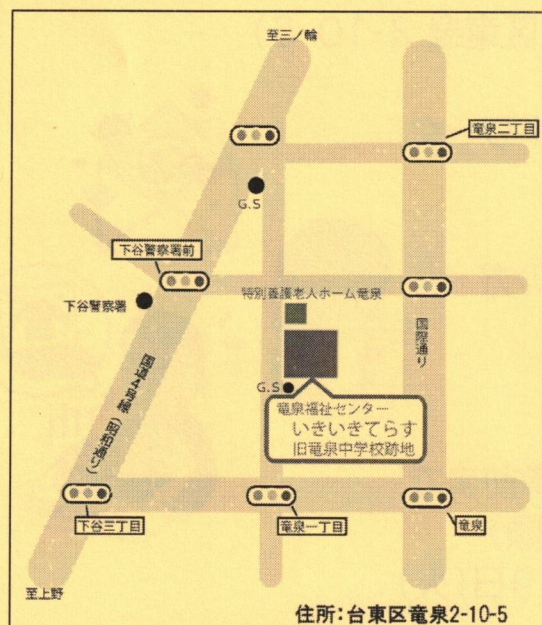 至三ノ輪
竜泉二丁目
G.S
下谷警察署前
特別養護老人ホーム竜泉
下谷警察署
国際通り
国道4号線(昭和通り)
G.S
竜泉福祉センター
いきいきてらす
旧竜泉中学校跡地
下谷三丁目
竜泉一丁目
竜泉
至上野
住所:台東区竜泉2-10-5